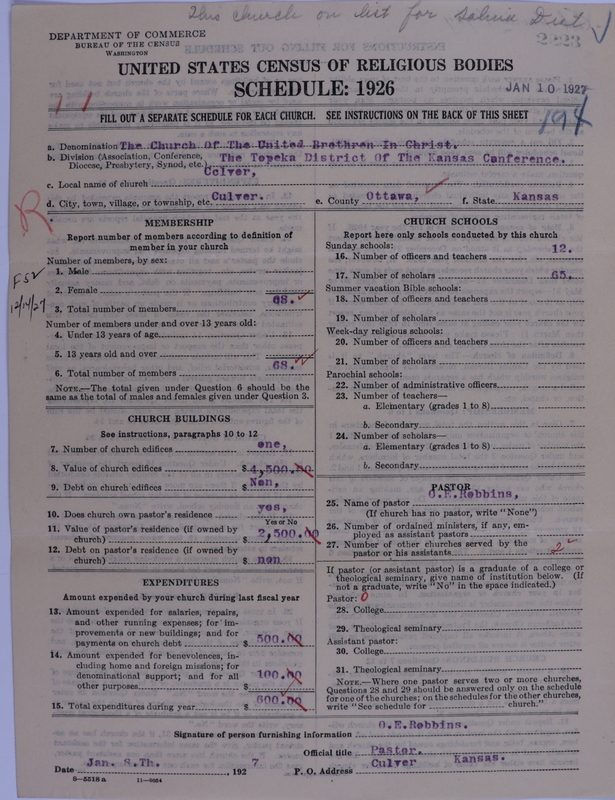 This church on list for Salina Dist
DEPARTMENT OF COMMERCE
BUREAU OF THE CENSUS
WASHINGTON
2223
UNITED STATES CENSUS OF RELIGIOUS BODIES
SCHEDULE: 1926
JAN 10 1927
FILL OUT A SEPARATE SCHEDULE FOR EACH CHURCH. SEE INSTRUCTIONS ON THE BACK OF THIS SHEET
194
a. Denomination The Church Of The United Brethren In Christ.
b. Division (Association, Conference, Diocese, Presbytery, Synod, etc.) The Topeka District Of The Kansas Conference.
c. Local name of church Culver,
d. City, town, village, or township, etc. Culver. e. County Ottawa, f. State Kansas
R
F52
12/14/27
MEMBERSHIP
Report number of members according to definition of member in your church
Number of members, by sex:
1. Male
2. Female
3. Total number of members 68.
Number of members under and over 13 years old:
4. Under 13 years of age
5. 13 years old and over
6. Total number of members 68.
NOTE.—The total given under Question 6 should be the same as the total of males and females given under Question 3.
CHURCH BUILDINGS
See instructions, paragraphs 10 to 12
7. Number of church edifices one,
8. Value of church edifices $4,500.00
9. Debt on church edifices $ Non,
10. Does church own pastor's residence yes,
Yes or No
11. Value of pastor's residence (if owned by church) $ 2,500.00
12. Debt on pastor's residence (if owned by church) $ non
EXPENDITURES
Amount expended by your church during last fiscal year
13. Amount expended for salaries, repairs, and other running expenses; for improvements or new buildings; and for payments on church debt $ 500.00
14. Amount expended for benevolences, including home and foreign missions; for denominational support; and for all other purposes $ 100.00
15. Total expenditures during year $ 600.00
CHURCH SCHOOLS
Report here only schools conducted by this church
Sunday schools:
16. Number of officers and teachers 12.
17. Number of scholars 65.
Summer vacation Bible schools:
18. Number of officers and teachers
19. Number of scholars
Week-day religious schools:
20. Number of officers and teachers
21. Number of scholars
Parochial schools:
22. Number of administrative officers
23. Number of teachers—
a. Elementary (grades 1 to 8)
b. Secondary
24. Number of scholars—
a. Elementary (grades 1 to 8)
b. Secondary
PASTOR
25. Name of pastor O.E.Robbins,
(If church has no pastor, write "None")
26. Number of ordained ministers, if any, employed as assistant pastors
27. Number of other churches served by the pastor or his assistants 2
If pastor (or assistant pastor) is a graduate of a college or theological seminary, give name of institution below. (If not a graduate, write "No" in the space indicated.)
Pastor: 0
28. College
29. Theological seminary
Assistant pastor:
30. College
31. Theological seminary
NOTE.—Where one pastor serves two or more churches, Questions 28 and 29 should be answered only on the schedule for one of the churches; on the schedules for the other churches, write "See schedule for church."
Signature of person furnishing information O.E.Robbins.
Official title Pastor.
Date Jan. 8.Th. , 1927 P. O. Address Culver Kansas.
8—5518a 11—9054